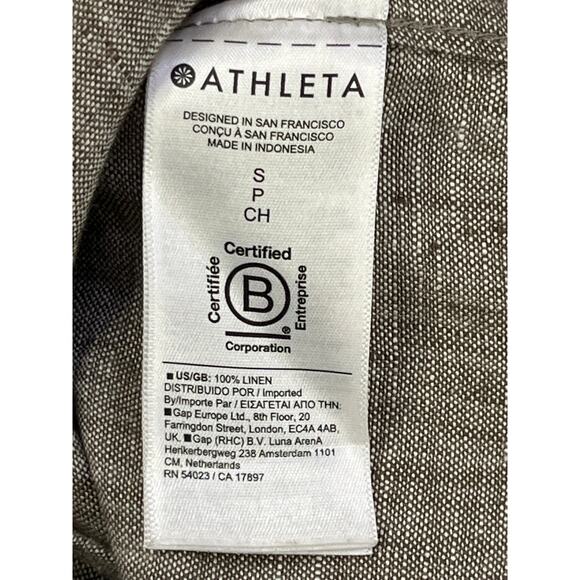 ATHLETA
DESIGNED IN SAN FRANCISCO
CONÇU À SAN FRANCISCO
MADE IN INDONESIA
S
P
CH
Certified
Certifiée
B
Entreprise
®
Corporation
■ US/GB: 100% LINEN
DISTRIBUIDO POR / Imported
By/Importe Par / ΕΙΣΑΓΕΤΑΙ ΑΠΟ ΤΗΝ:
■ Gap Europe Ltd., 8th Floor, 20
Farringdon Street, London, EC4A 4AB,
UK. ■ Gap (RHC) B.V. Luna ArenA
Herikerbergweg 238 Amsterdam 1101
CM, Netherlands
RN 54023 / CA 17897